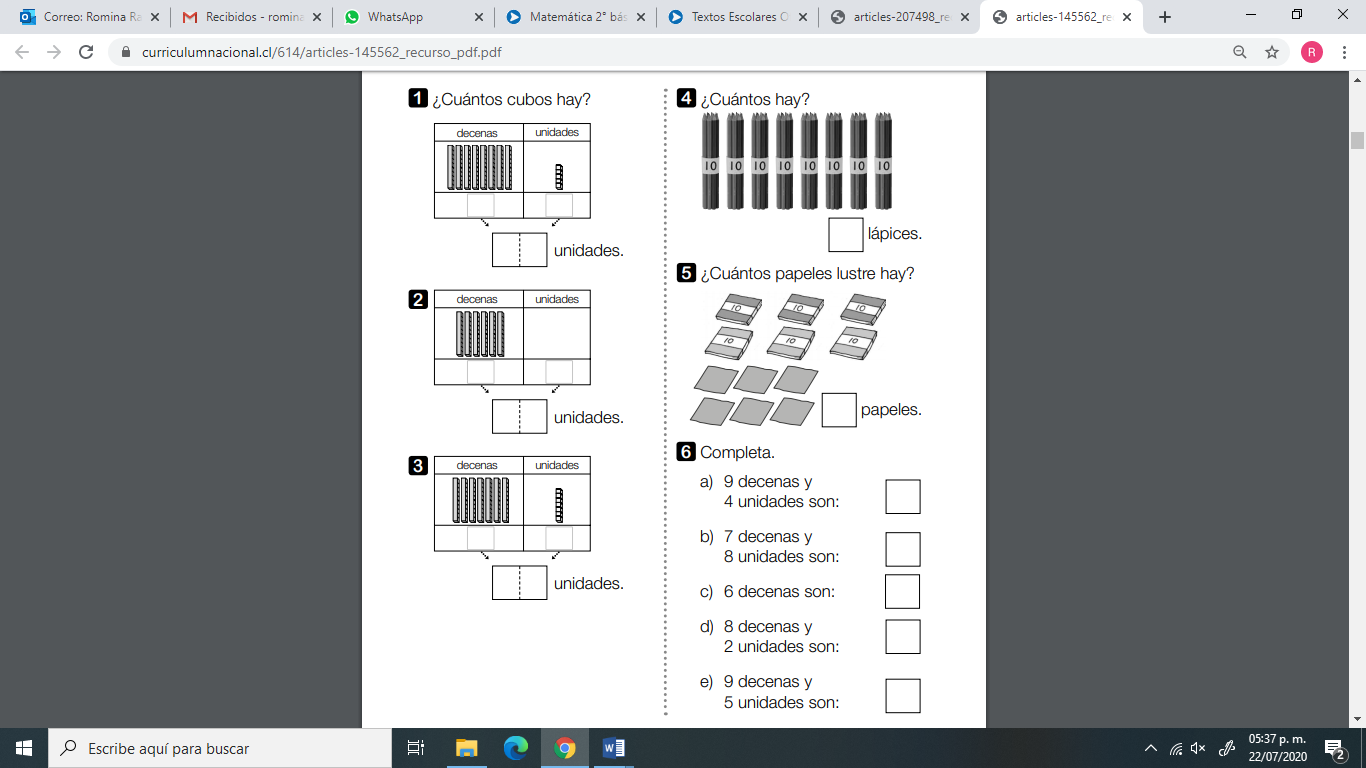 Correo: Romina Ra
Recibidos - romina
WhatsApp
Matemática 2° bás
Textos Escolares O
articles-207498_re
articles-145562_re
curriculumnacional.cl/614/articles-145562_recurso_pdf.pdf
R
1 ¿Cuántos cubos hay?
decenas unidades
unidades.
2
decenas unidades
unidades.
3
decenas unidades
unidades.
4 ¿Cuántos hay?
10 10 10 10 10 10 10 10
lápices.
5 ¿Cuántos papeles lustre hay?
10 10 10
10 10 10
papeles.
6 Completa.
a) 9 decenas y
4 unidades son:
b) 7 decenas y
8 unidades son:
c) 6 decenas son:
d) 8 decenas y
2 unidades son:
e) 9 decenas y
5 unidades son:
Escribe aquí para buscar
05:37 p. m.
22/07/2020
2